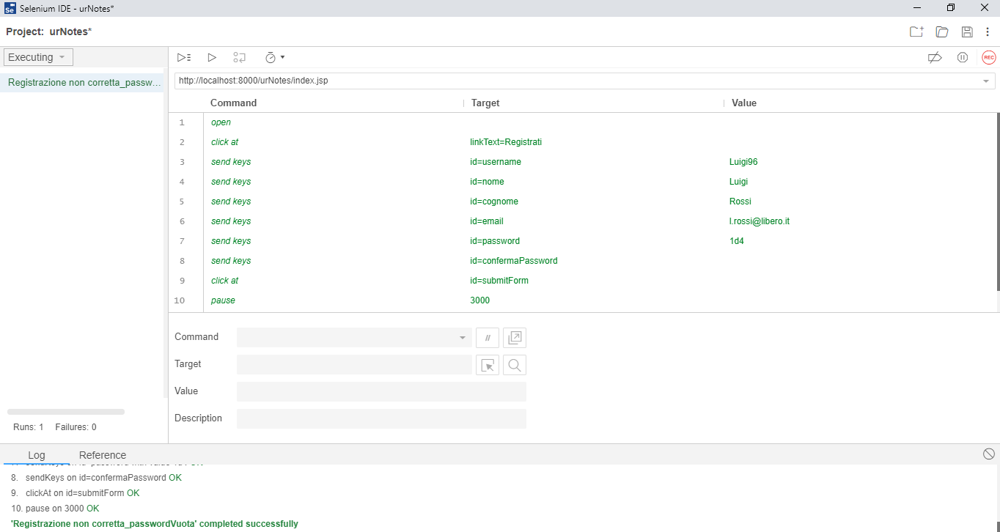 Selenium IDE - urNotes*
Project: urNotes*
Executing
REC
Registrazione non corretta_passw...
http://localhost:8000/urNotes/index.jsp
Command Target Value
1 open
2 click at linkText=Registrati
3 send keys id=username Luigi96
4 send keys id=nome Luigi
5 send keys id=cognome Rossi
6 send keys id=email l.rossi@libero.it
7 send keys id=password 1d4
8 send keys id=confermaPassword
9 click at id=submitForm
10 pause 3000
Command //
Target
Value
Description
Runs: 1 Failures: 0
Log Reference
8. sendKeys on id=confermaPassword OK
9. clickAt on id=submitForm OK
10. pause on 3000 OK
'Registrazione non corretta_passwordVuota' completed successfully